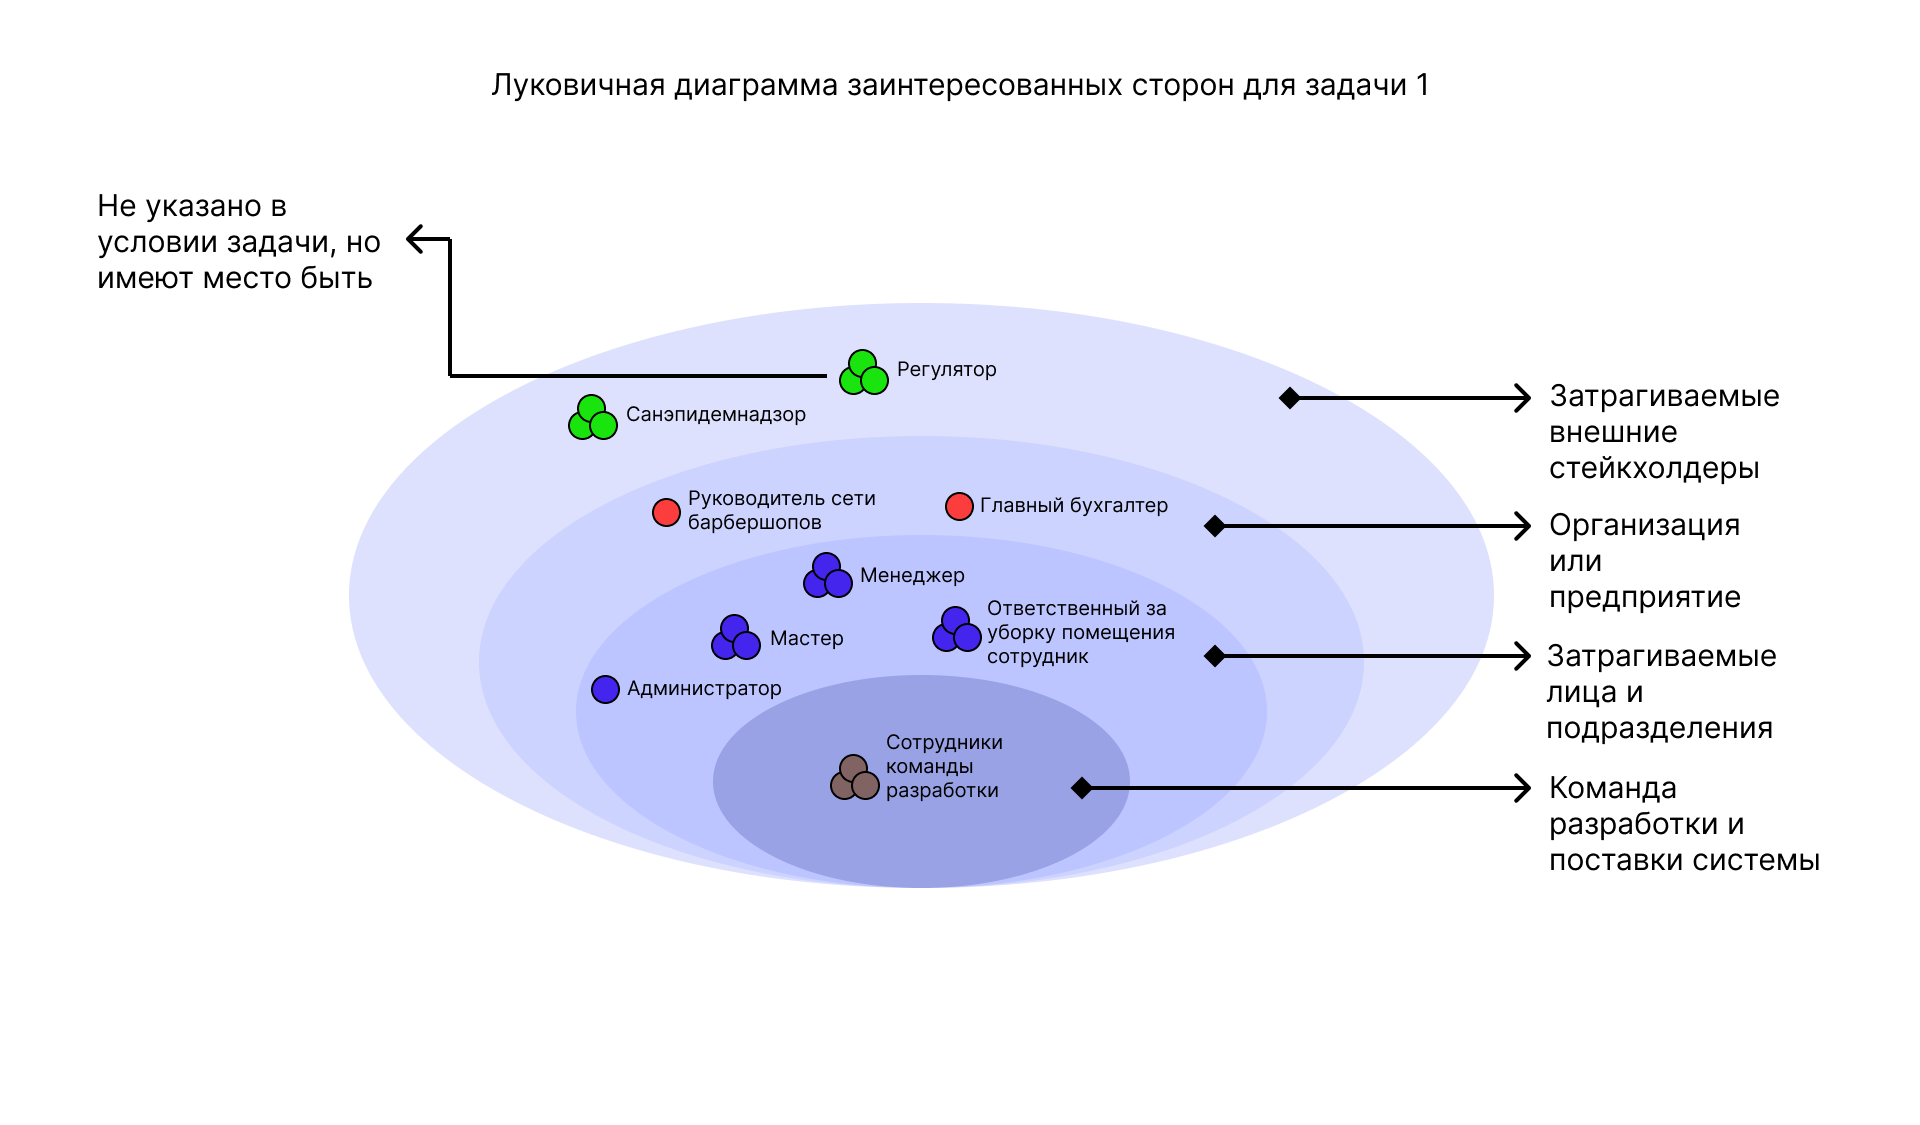 Луковичная диаграмма заинтересованных сторон для задачи 1
Не указано в
условии задачи, но
имеют место быть
Регулятор
Санэпидемнадзор
Руководитель сети
барбершопов
Главный бухгалтер
Менеджер
Мастер
Ответственный за
уборку помещения
сотрудник
Администратор
Сотрудники
команды
разработки
Затрагиваемые
внешние
стейкхолдеры
Организация
или
предприятие
Затрагиваемые
лица и
подразделения
Команда
разработки и
поставки системы